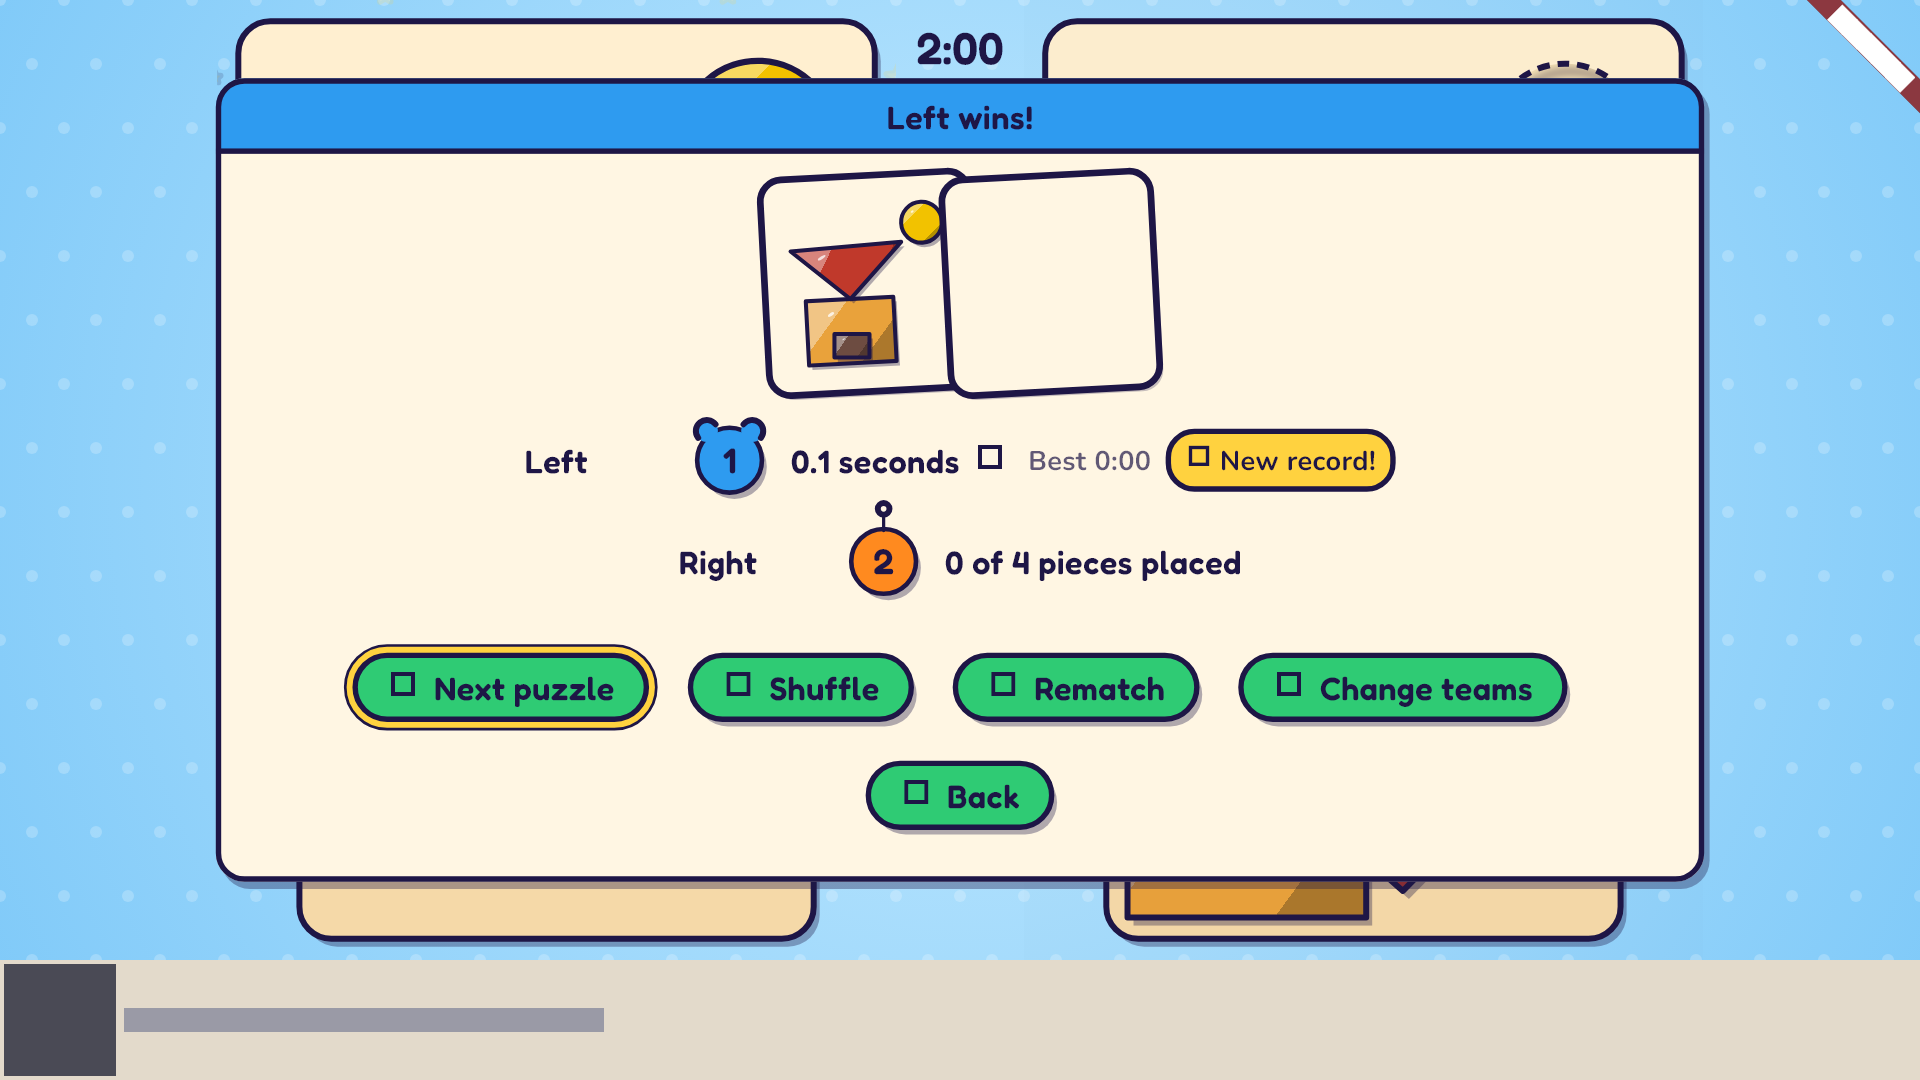 2:00
Left wins!
Left 1 0.1 seconds Best 0:00 New record!
Right 2 0 of 4 pieces placed
Next puzzle Shuffle Rematch Change teams
Back